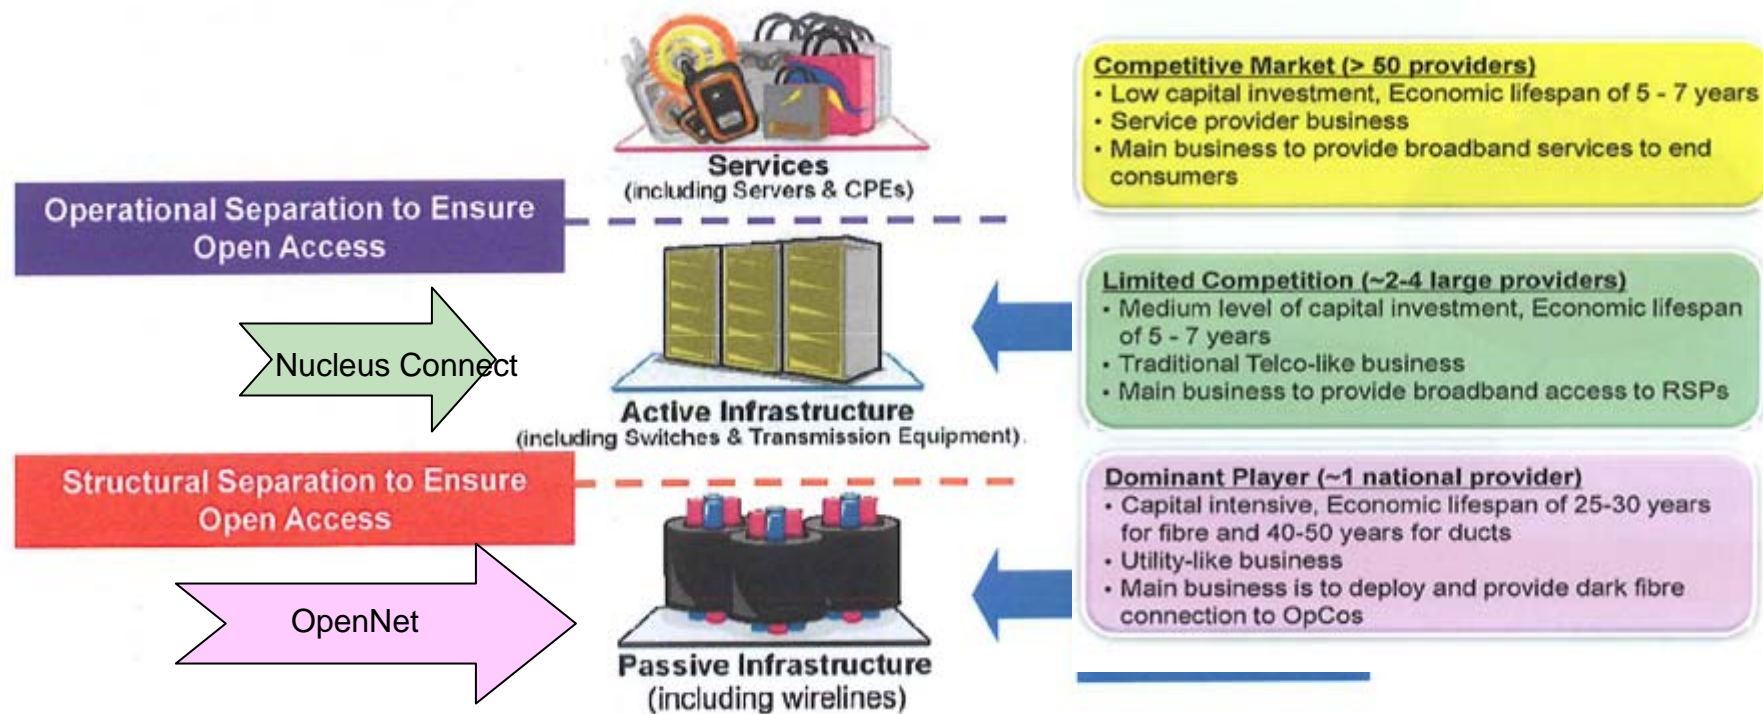 Services
(including Servers & CPEs)
Operational Separation to Ensure
Open Access
Nucleus Connect
Active Infrastructure
(including Switches & Transmission Equipment).
Structural Separation to Ensure
Open Access
OpenNet
Passive Infrastructure
(including wirelines)
Competitive Market (> 50 providers)
• Low capital investment, Economic lifespan of 5 - 7 years
• Service provider business
• Main business to provide broadband services to end
consumers
Limited Competition (~2-4 large providers)
• Medium level of capital investment, Economic lifespan
of 5 - 7 years
• Traditional Telco-like business
• Main business to provide broadband access to RSPs
Dominant Player (~1 national provider)
• Capital intensive, Economic lifespan of 25-30 years
for fibre and 40-50 years for ducts
• Utility-like business
• Main business is to deploy and provide dark fibre
connection to OpCos